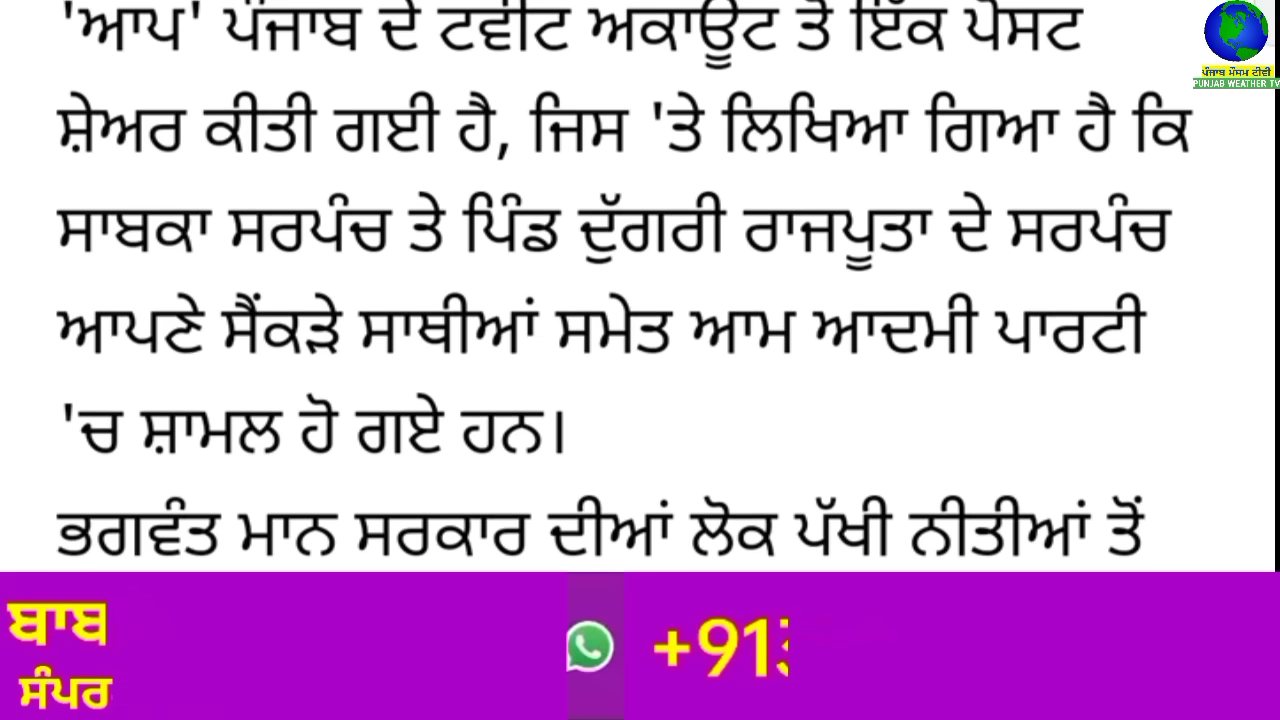 'ਆਪ' ਪੰਜਾਬ ਦੇ ਟਵੀਟ ਅਕਾਊਂਟ ਤੋਂ ਇੱਕ ਪੋਸਟ
ਸ਼ੇਅਰ ਕੀਤੀ ਗਈ ਹੈ, ਜਿਸ 'ਤੇ ਲਿਖਿਆ ਗਿਆ ਹੈ ਕਿ
ਸਾਬਕਾ ਸਰਪੰਚ ਤੇ ਪਿੰਡ ਦੁੱਗਰੀ ਰਾਜਪੂਤਾ ਦੇ ਸਰਪੰਚ
ਆਪਣੇ ਸੈਂਕੜੇ ਸਾਥੀਆਂ ਸਮੇਤ ਆਮ ਆਦਮੀ ਪਾਰਟੀ
'ਚ ਸ਼ਾਮਲ ਹੋ ਗਏ ਹਨ।
ਭਗਵੰਤ ਮਾਨ ਸਰਕਾਰ ਦੀਆਂ ਲੋਕ ਪੱਖੀ ਨੀਤੀਆਂ ਤੋਂ
ਪੰਜਾਬ ਮੌਸਮ ਟੀਵੀ
PUNJAB WEATHER TV
ਬਾਬ
ਸੰਪਰ
+91